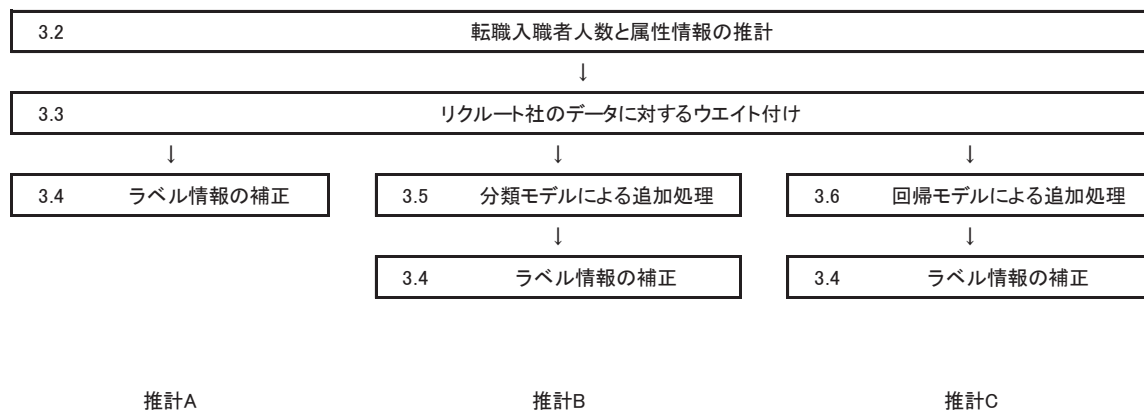 3.2 転職入職者人数と属性情報の推計
↓
3.3 リクルート社のデータに対するウエイト付け
↓ ↓ ↓
3.4 ラベル情報の補正 3.5 分類モデルによる追加処理 3.6 回帰モデルによる追加処理
↓ ↓
3.4 ラベル情報の補正 3.4 ラベル情報の補正
推計A 推計B 推計C